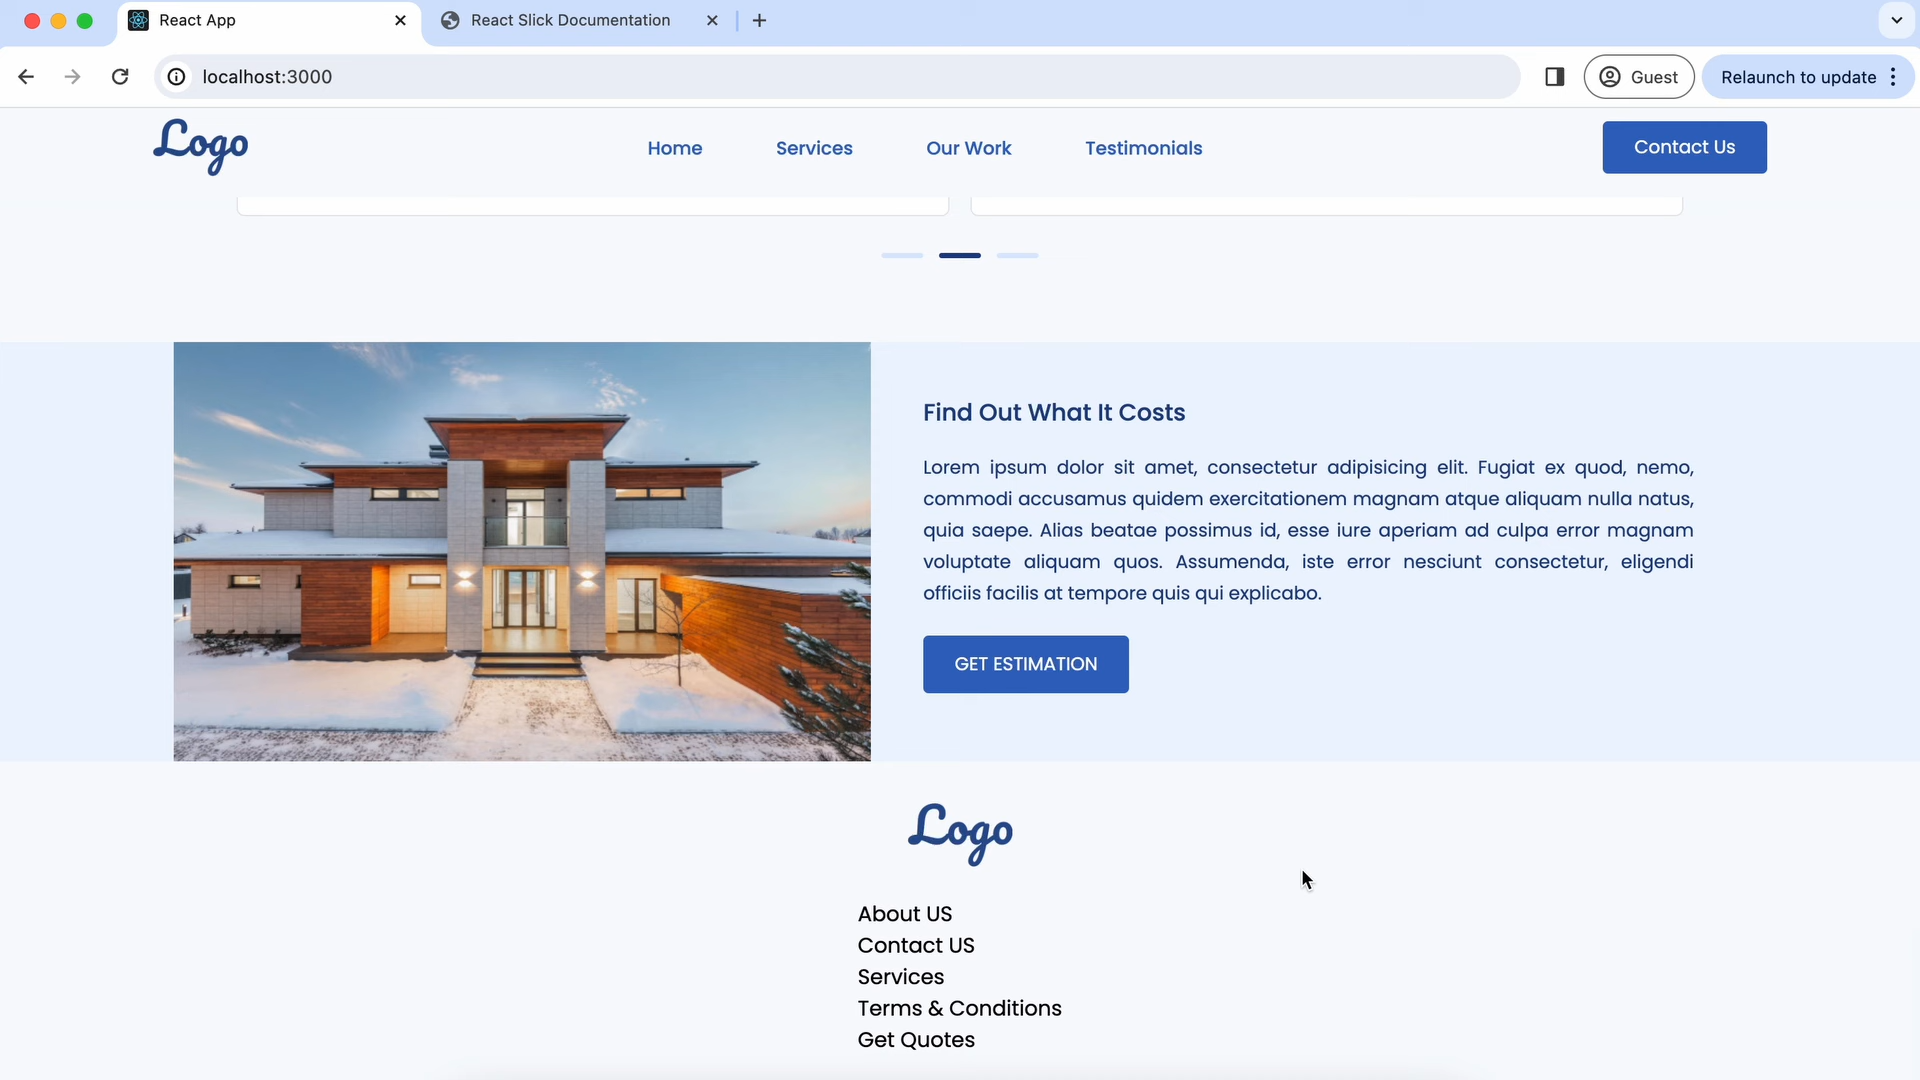 React App
React Slick Documentation
localhost:3000
Guest
Relaunch to update
Logo
Home
Services
Our Work
Testimonials
Contact Us
Find Out What It Costs
Lorem ipsum dolor sit amet, consectetur adipisicing elit. Fugiat ex quod, nemo,
commodi accusamus quidem exercitationem magnam atque aliquam nulla natus,
quia saepe. Alias beatae possimus id, esse iure aperiam ad culpa error magnam
voluptate aliquam quos. Assumenda, iste error nesciunt consectetur, eligendi
officiis facilis at tempore quis qui explicabo.
GET ESTIMATION
Logo
About US
Contact US
Services
Terms & Conditions
Get Quotes